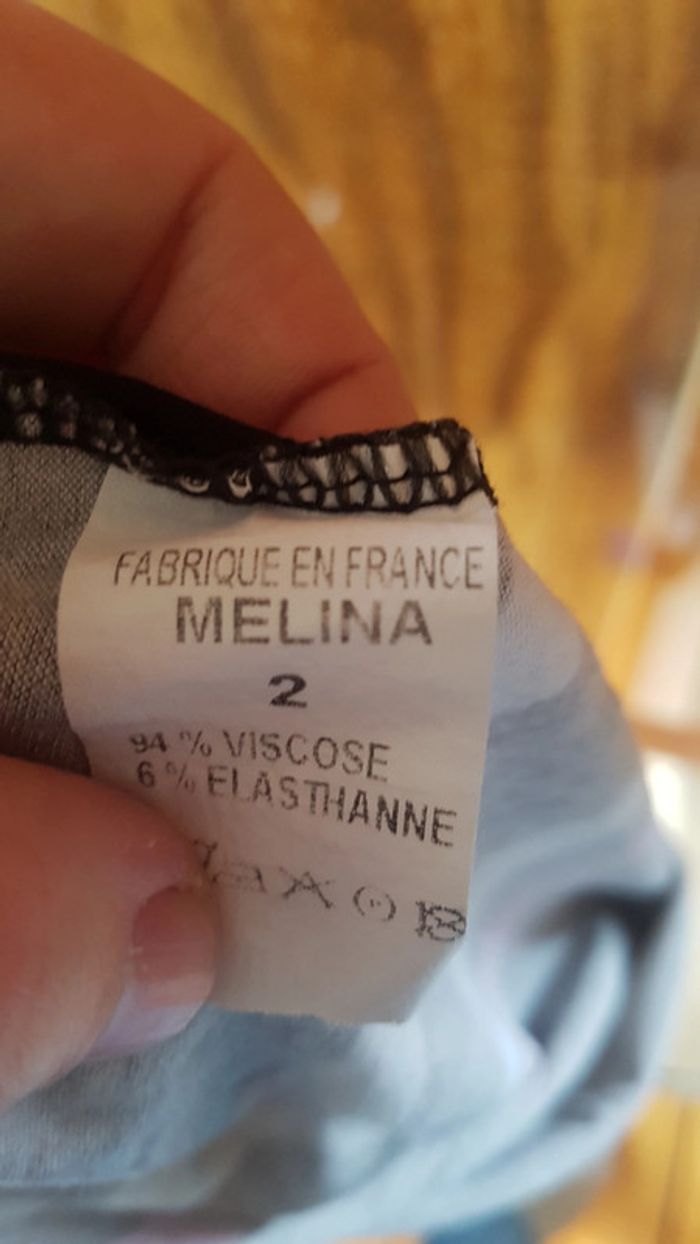 FABRIQUE EN FRANCE
MELINA
2
94 % VISCOSE
6 % ELASTHANNE